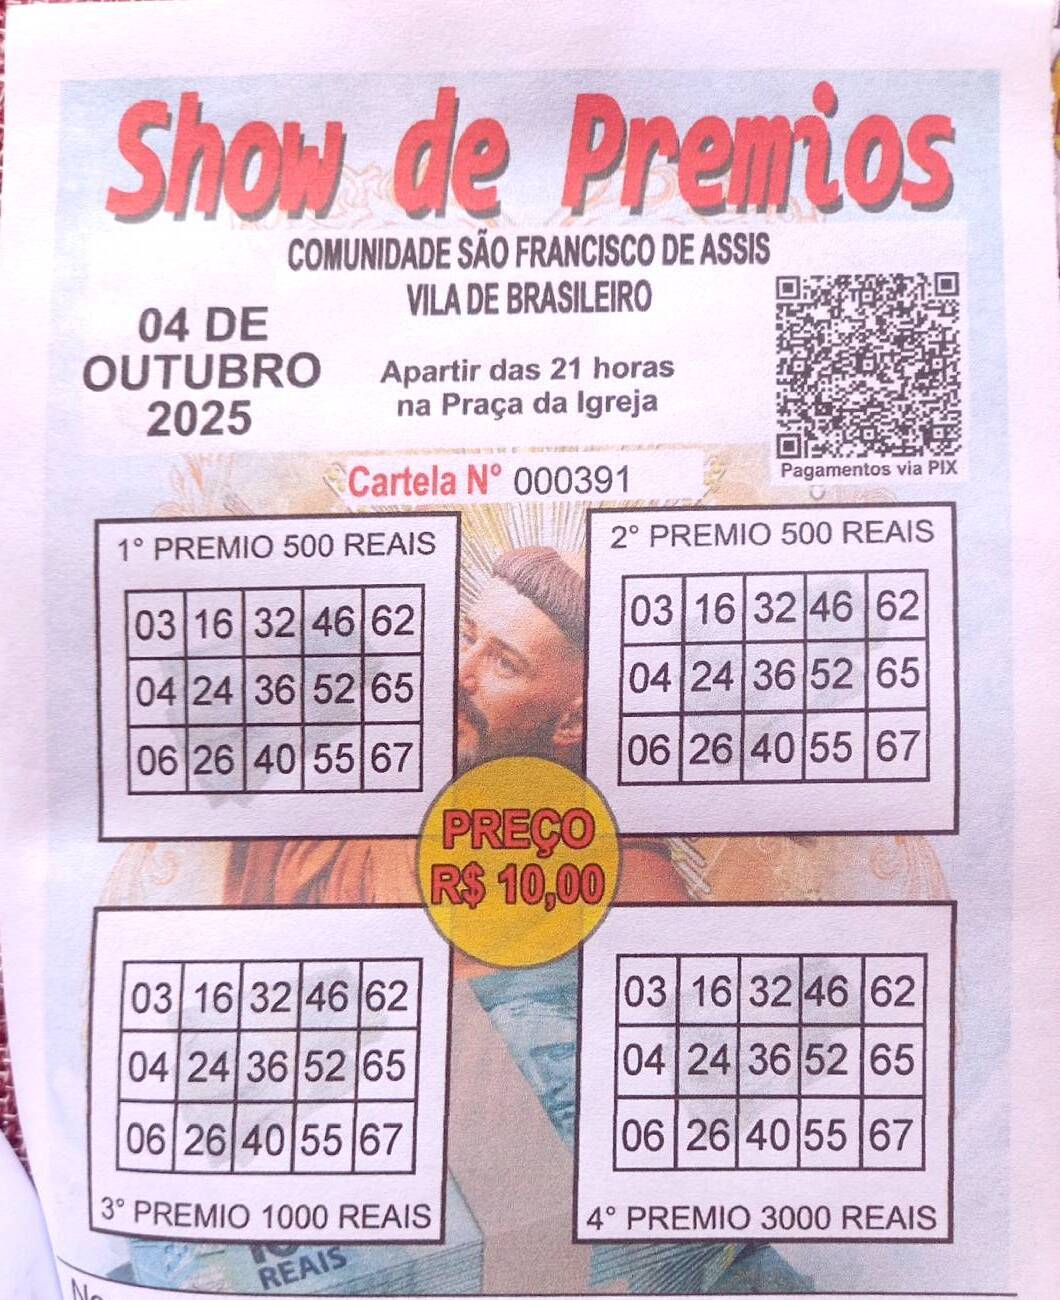 Show de Premios
COMUNIDADE SÃO FRANCISCO DE ASSIS
VILA DE BRASILEIRO
04 DE
OUTUBRO
2025
Apartir das 21 horas
na Praça da Igreja
Pagamentos via PIX
Cartela Nº 000391
1° PREMIO 500 REAIS
03 16 32 46 62
04 24 36 52 65
06 26 40 55 67
2° PREMIO 500 REAIS
03 16 32 46 62
04 24 36 52 65
06 26 40 55 67
PREÇO
R$ 10,00
03 16 32 46 62
04 24 36 52 65
06 26 40 55 67
3° PREMIO 1000 REAIS
03 16 32 46 62
04 24 36 52 65
06 26 40 55 67
4° PREMIO 3000 REAIS
REAIS